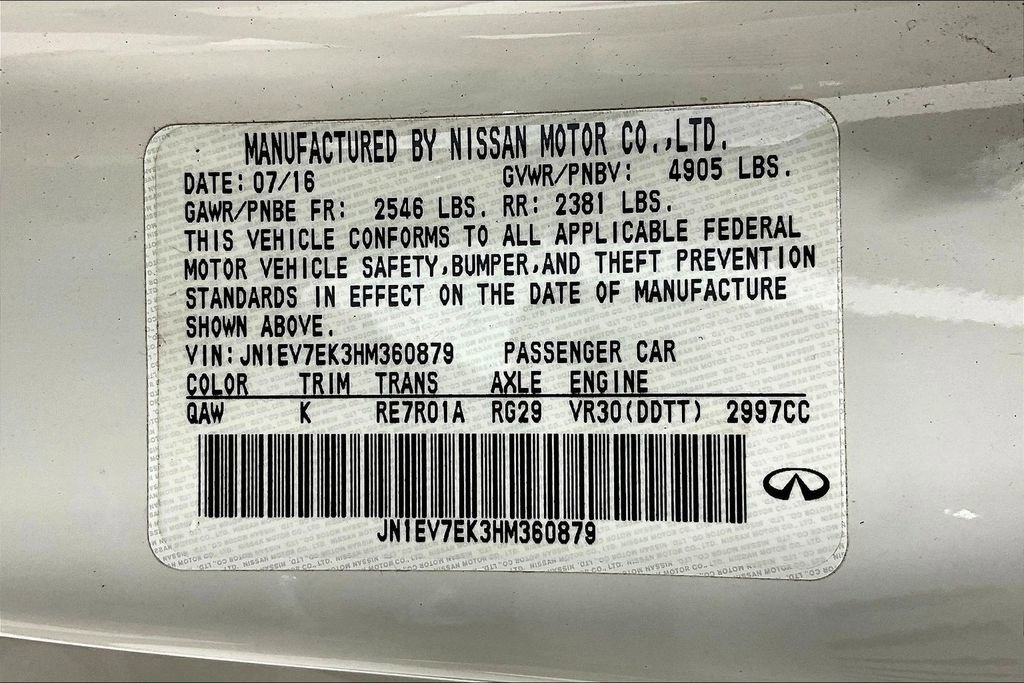 MANUFACTURED BY NISSAN MOTOR CO.,LTD.
DATE: 07/16 GVWR/PNBV: 4905 LBS.
GAWR/PNBE FR: 2546 LBS. RR: 2381 LBS.
THIS VEHICLE CONFORMS TO ALL APPLICABLE FEDERAL
MOTOR VEHICLE SAFETY,BUMPER,AND THEFT PREVENTION
STANDARDS IN EFFECT ON THE DATE OF MANUFACTURE
SHOWN ABOVE.
VIN: JN1EV7EK3HM360879 PASSENGER CAR
COLOR TRIM TRANS AXLE ENGINE
QAW K RE7R01A RG29 VR30(DDTT) 2997CC
JN1EV7EK3HM360879